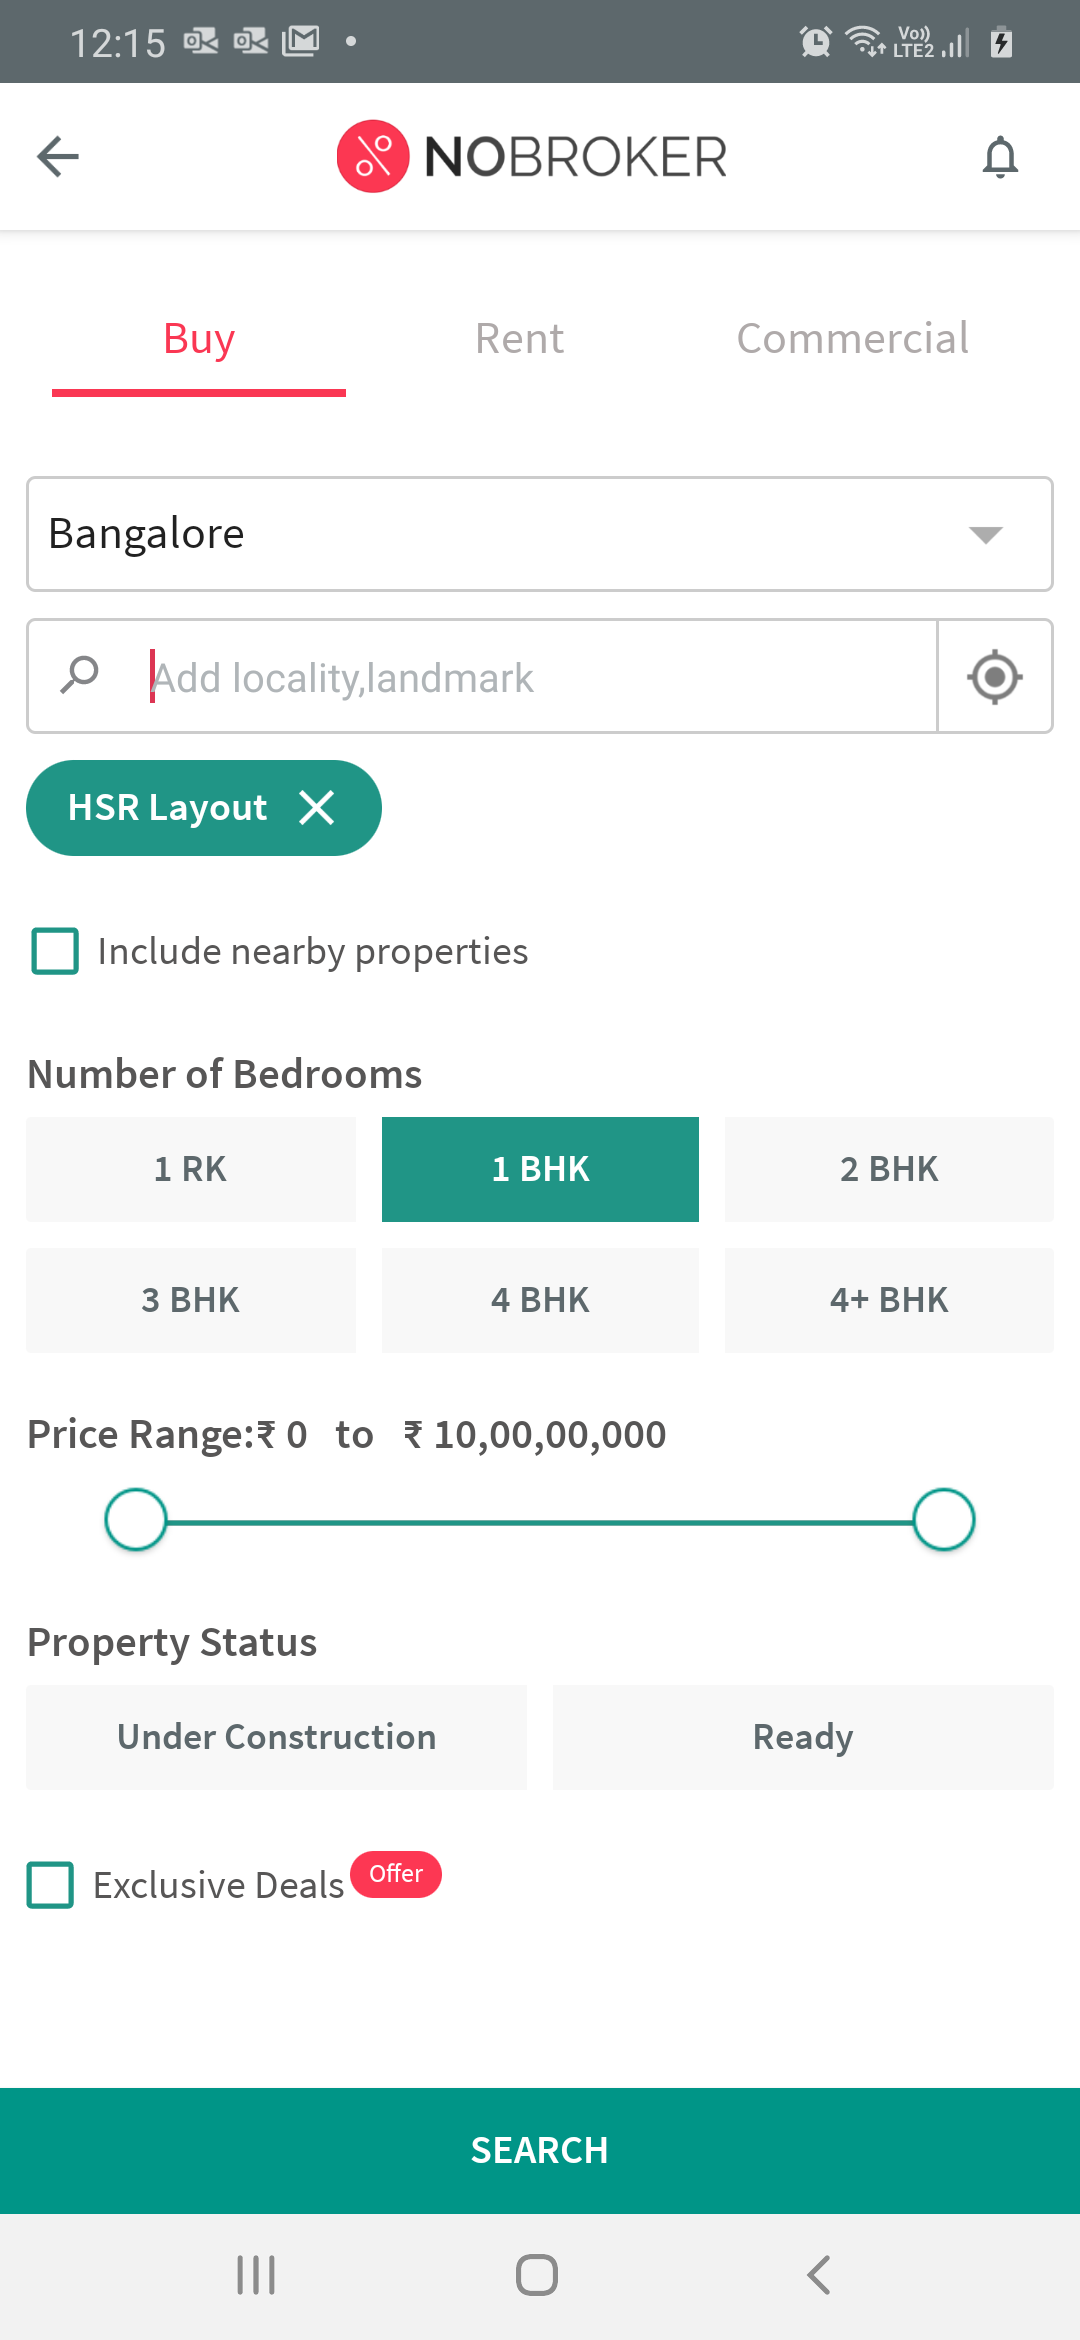 12:15 Vo)) LTE2
NOBROKER
Buy Rent Commercial
Bangalore
Add locality,landmark
HSR Layout
Include nearby properties
Number of Bedrooms
1 RK 1 BHK 2 BHK
3 BHK 4 BHK 4+ BHK
Price Range:₹ 0 to ₹ 10,00,00,000
Property Status
Under Construction Ready
Exclusive Deals Offer
SEARCH